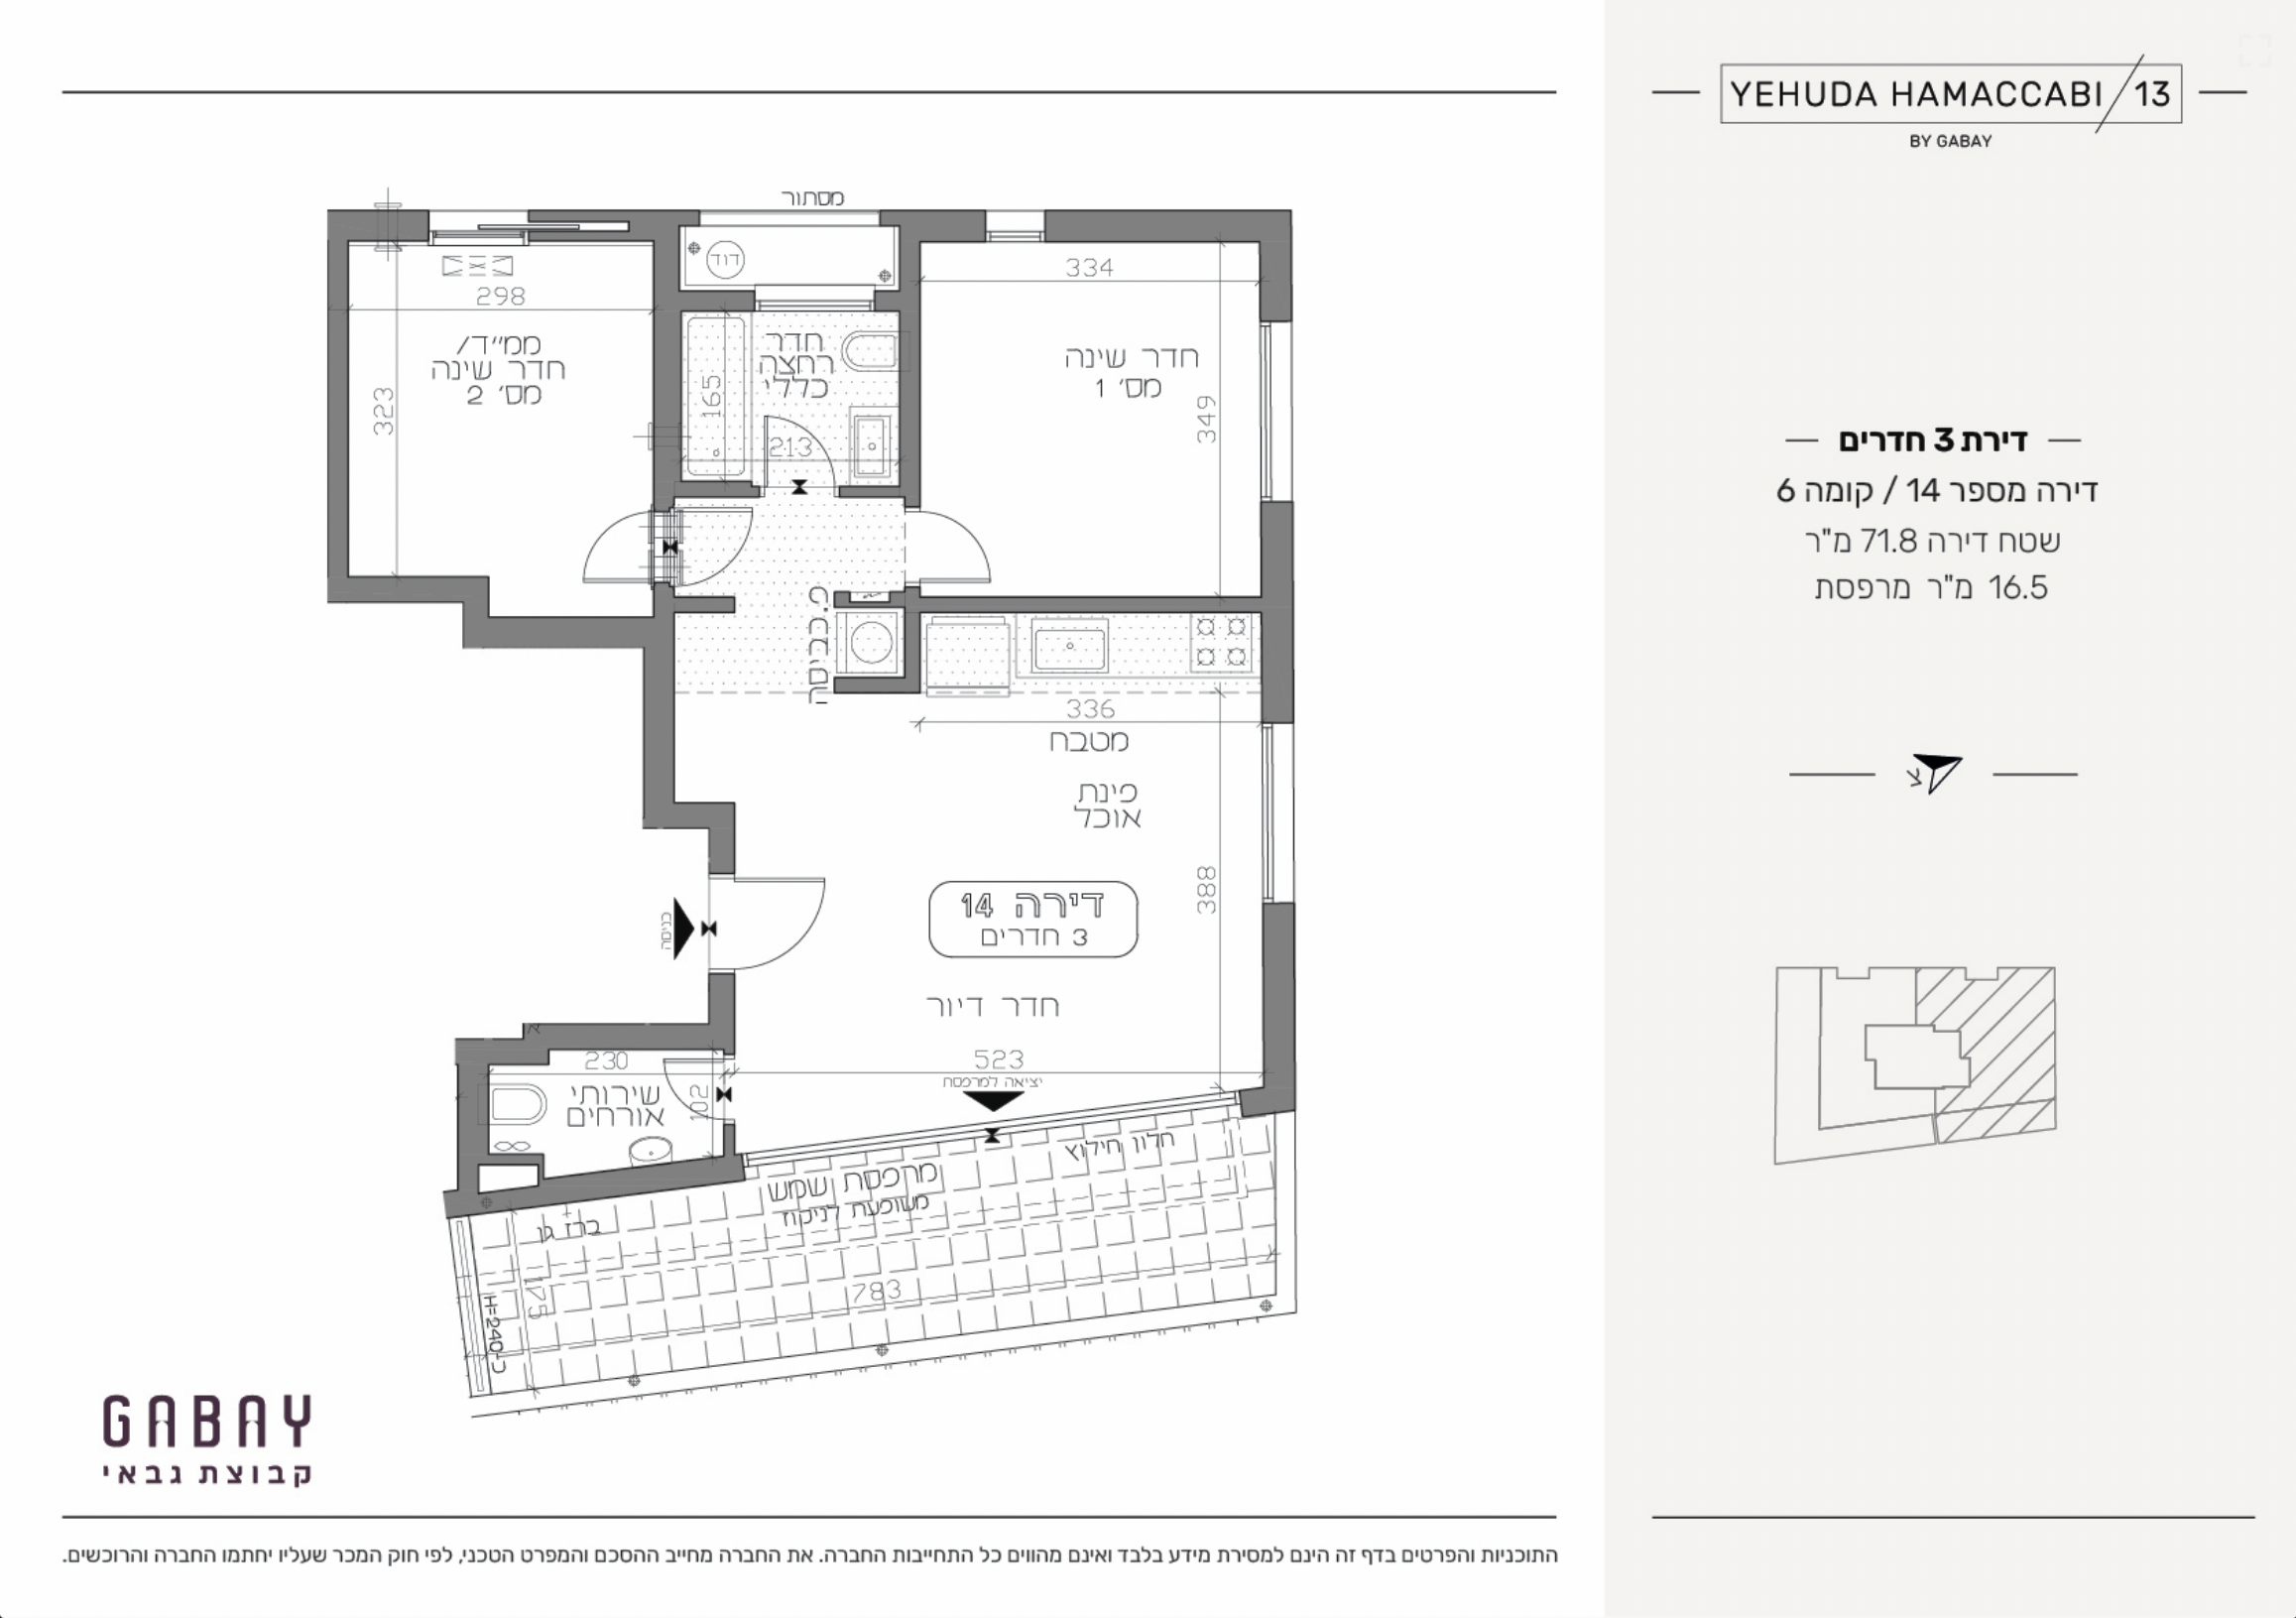 YEHUDA HAMACCABI / 13
BY GABAY
דירת 3 חדרים
דירה מספר 14 / קומה 6
שטח דירה 71.8 מ"ר
16.5 מ"ר מרפסת
צ
מסתור
דוד
334
298
ממ״ד/
חדר שינה
מס׳ 2
323
חדר
רחצה
כללי
165
213
חדר שינה
מס׳ 1
349
פ.כביסה
336
מטבח
פינת
אוכל
388
דירה 14
3 חדרים
כניסה
חדר דיור
523
יציאה למרפסת
230
שירותי
אורחים
102
חלון חילוץ
מרפסת שמש
משופעת לניקוז
ברז גן
783
H=240-כ
GABAY
קבוצת גבאי
התוכניות והפרטים בדף זה הינם למסירת מידע בלבד ואינם מהווים כל התחייבות החברה. את החברה מחייב ההסכם והמפרט הטכני, לפי חוק המכר שעליו יחתמו החברה והרוכשים.